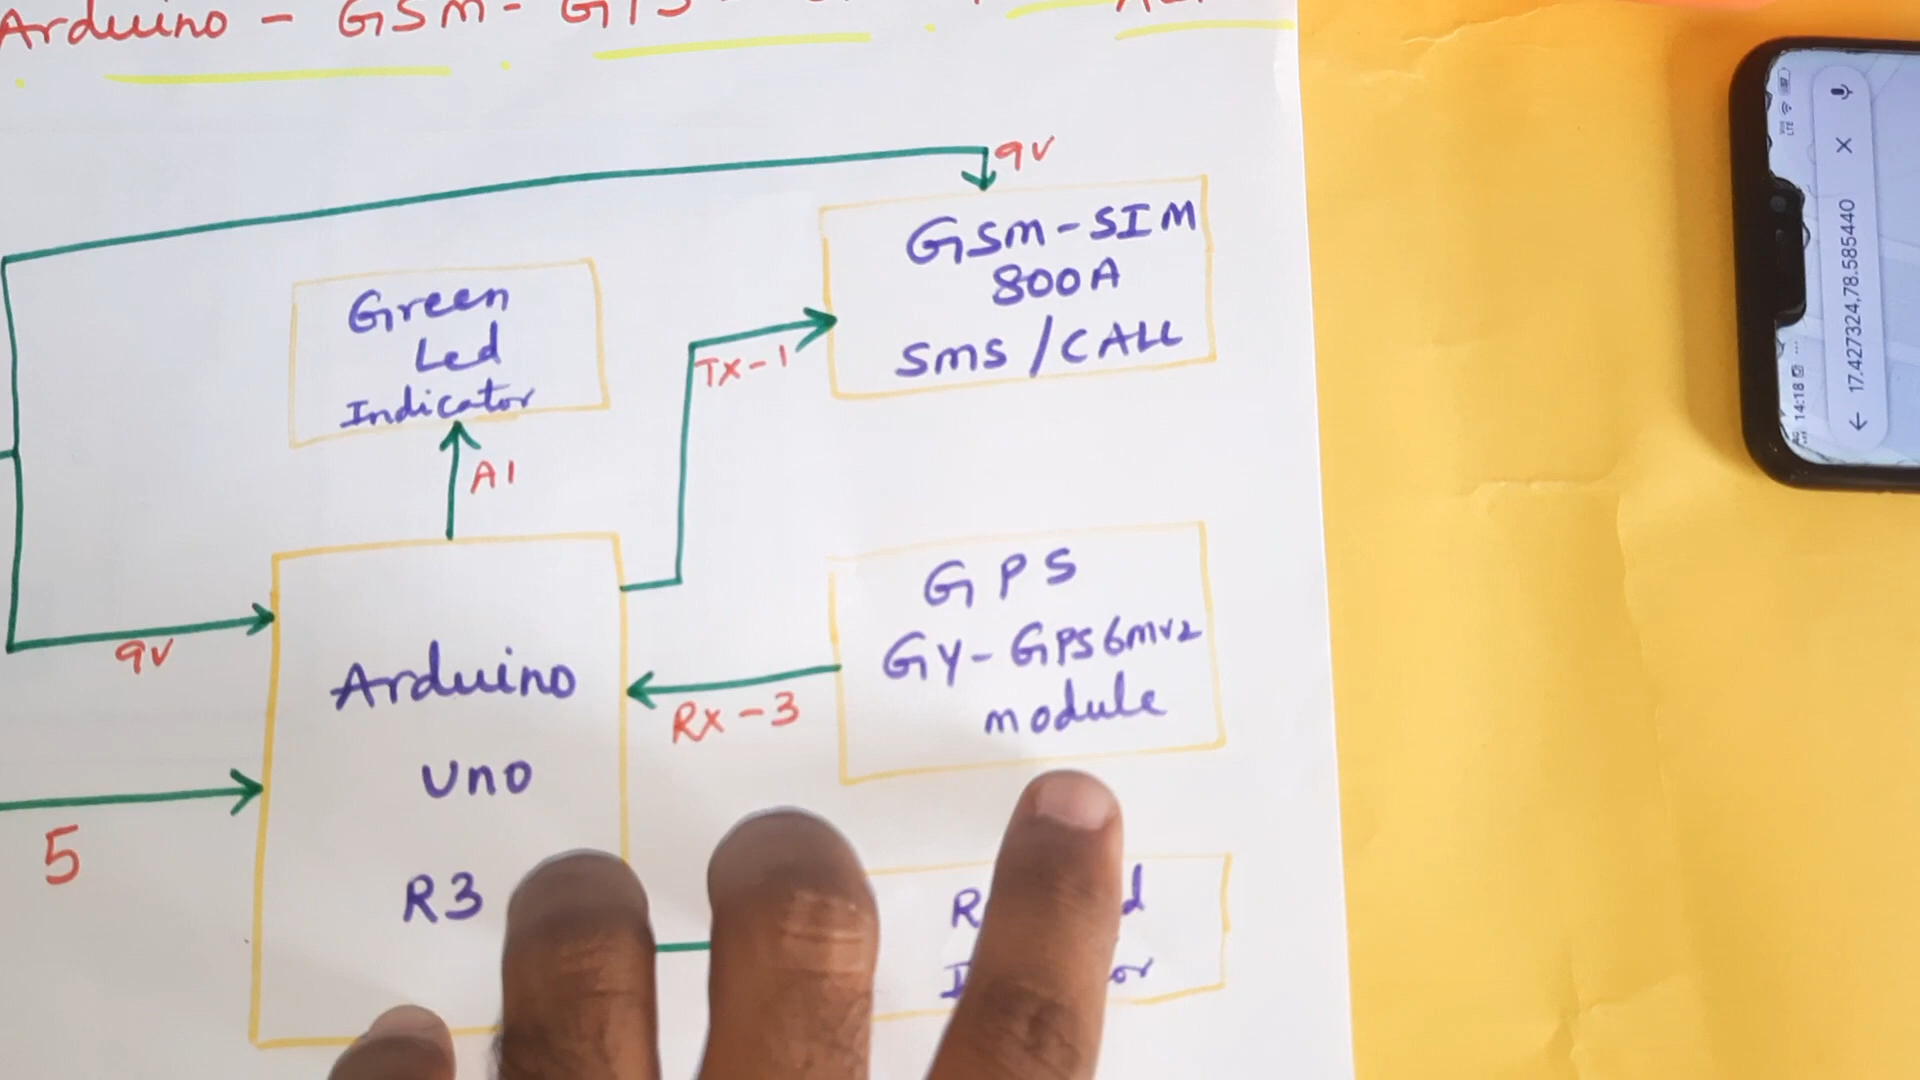 Arduino - GSM - GPS
9V
GSM-SIM
800A
SMS/CALL
Green
Led
Indicator
TX-1
A1
9V
Arduino
UNO
R3
GPS
GY-GPS6mv2
module
RX-3
5
14:18
17.427324,78.585440